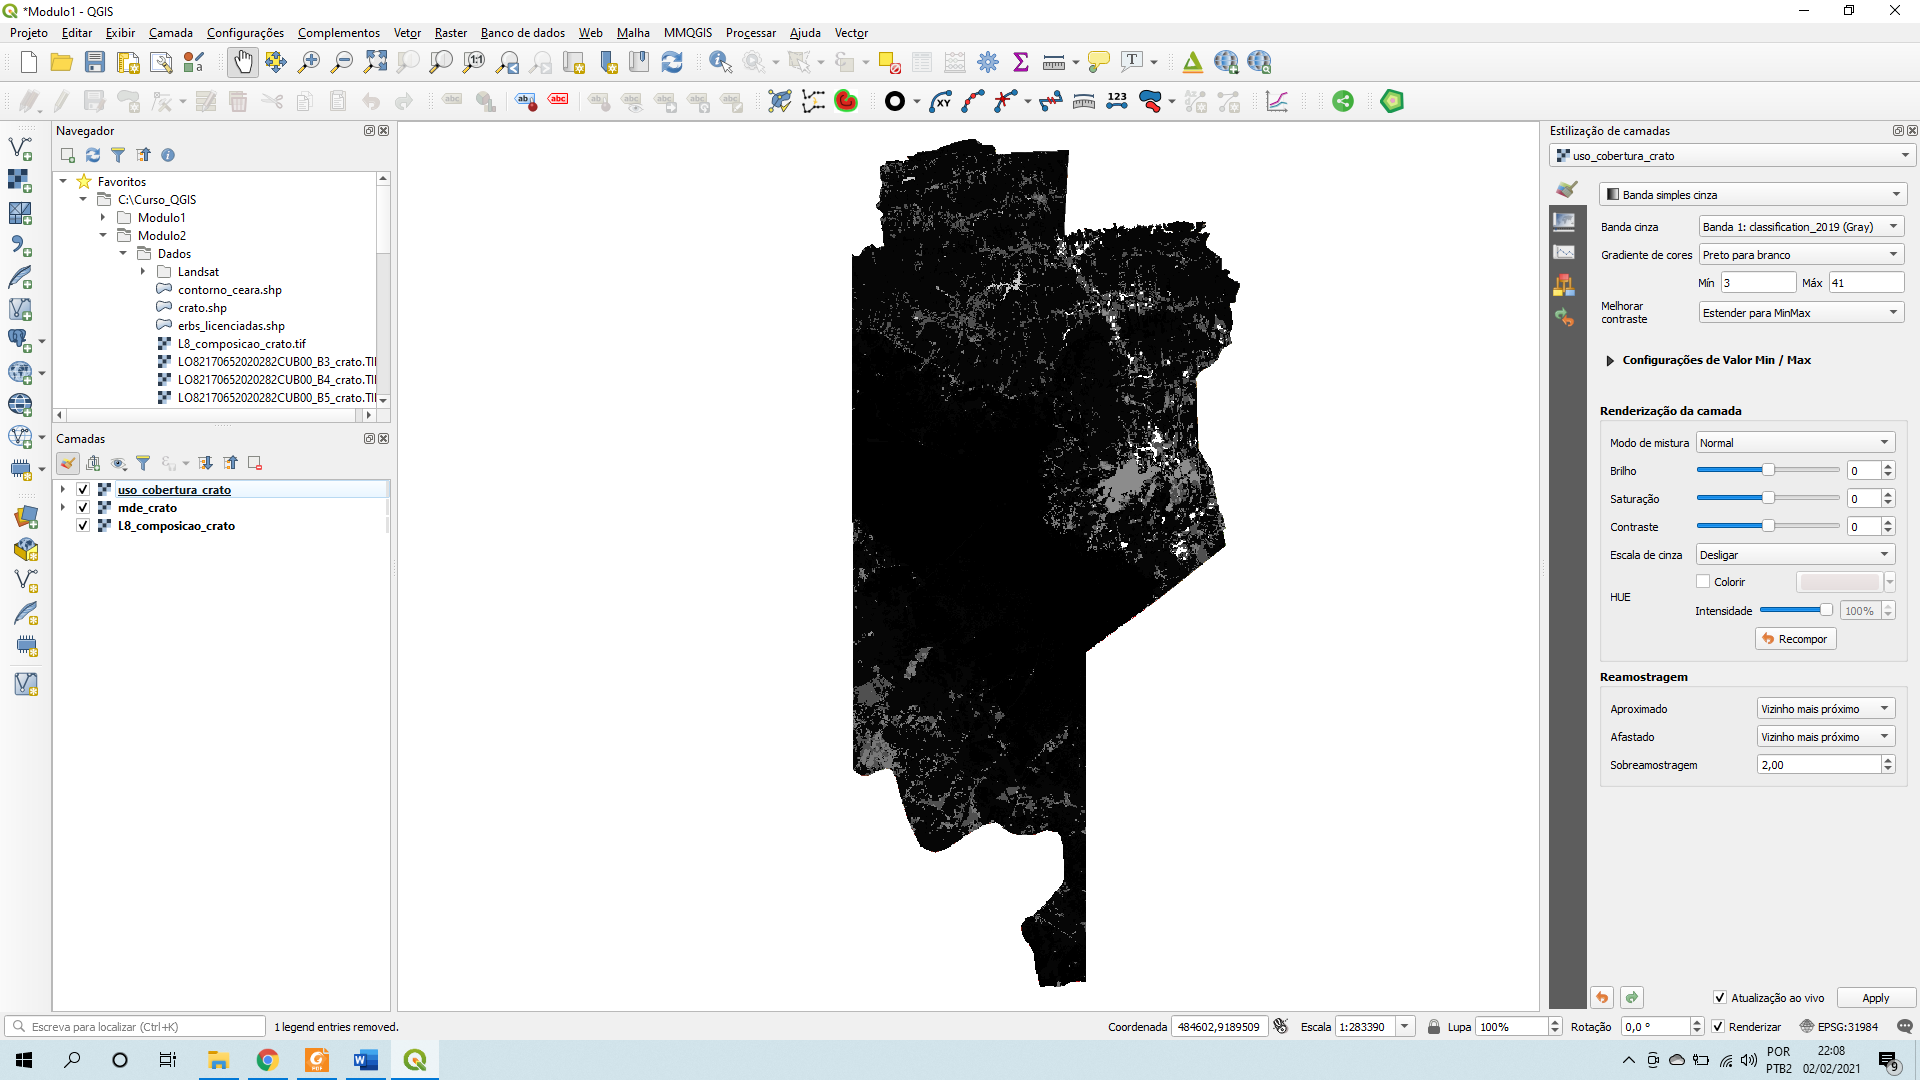 *Modulo1 - QGIS
Projeto Editar Exibir Camada Configurações Complementos Vetor Raster Banco de dados Web Malha MMQGIS Processar Ajuda Vector
Navegador
Favoritos
C:\Curso_QGIS
Modulo1
Modulo2
Dados
Landsat
contorno_ceara.shp
crato.shp
erbs_licenciadas.shp
L8_composicao_crato.tif
LO82170652020282CUB00_B3_crato.TI
LO82170652020282CUB00_B4_crato.TI
LO82170652020282CUB00_B5_crato.TI
Camadas
uso_cobertura_crato
mde_crato
L8_composicao_crato
Estilização de camadas
uso_cobertura_crato
Banda simples cinza
Banda cinza Banda 1: classification_2019 (Gray)
Gradiente de cores Preto para branco
Mín 3 Máx 41
Melhorar contraste Estender para MinMax
Configurações de Valor Min / Max
Renderização da camada
Modo de mistura Normal
Brilho 0
Saturação 0
Contraste 0
Escala de cinza Desligar
Colorir
HUE
Intensidade 100%
Recompor
Reamostragem
Aproximado Vizinho mais próximo
Afastado Vizinho mais próximo
Sobreamostragem 2,00
Atualização ao vivo Apply
Escreva para localizar (Ctrl+K) 1 legend entries removed. Coordenada 484602,9189509 Escala 1:283390 Lupa 100% Rotação 0,0 ° Renderizar EPSG:31984
POR
PTB2
22:08
02/02/2021
9